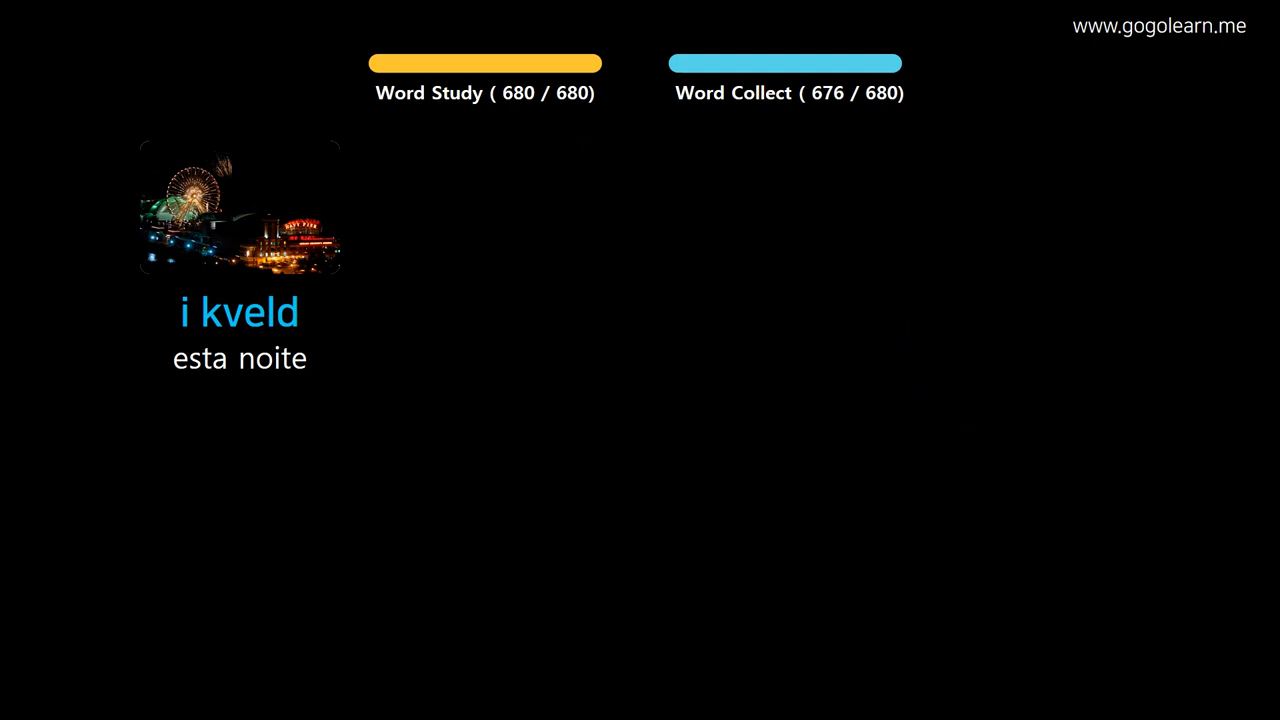 www.gogolearn.me
Word Study ( 680 / 680)
Word Collect ( 676 / 680)
i kveld
esta noite